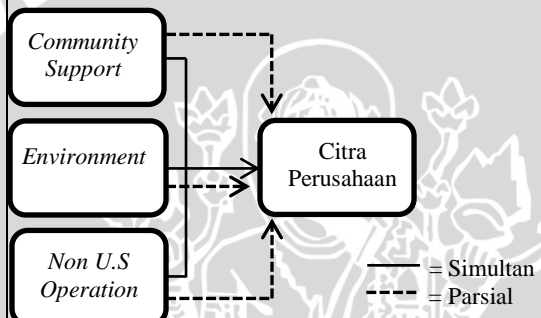 Community
Support
Environment
Citra
Perusahaan
Non U.S
Operation
= Simultan
= Parsial